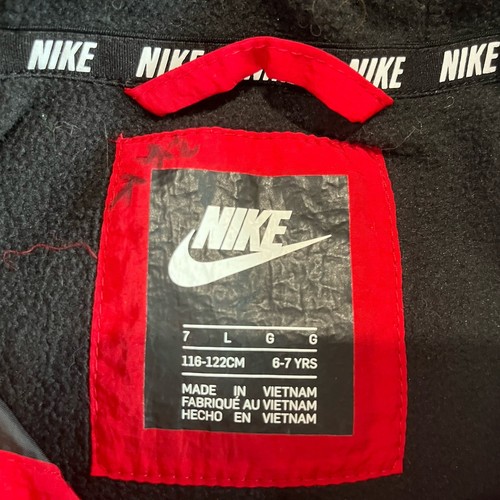 NIKE NIKE NIKE NIKE NIKE
NIKE
7 L G G
116-122CM 6-7 YRS
MADE IN VIETNAM
FABRIQUÉ AU VIETNAM
HECHO EN VIETNAM